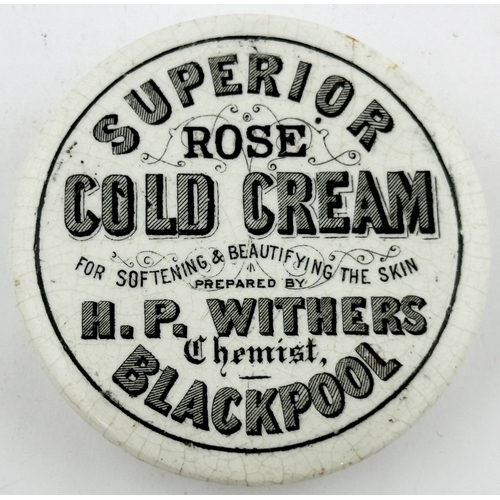 SUPERIOR
ROSE
COLD CREAM
FOR SOFTENING & BEAUTIFYING THE SKIN
PREPARED BY
H. P. WITHERS
Chemist,
BLACKPOOL